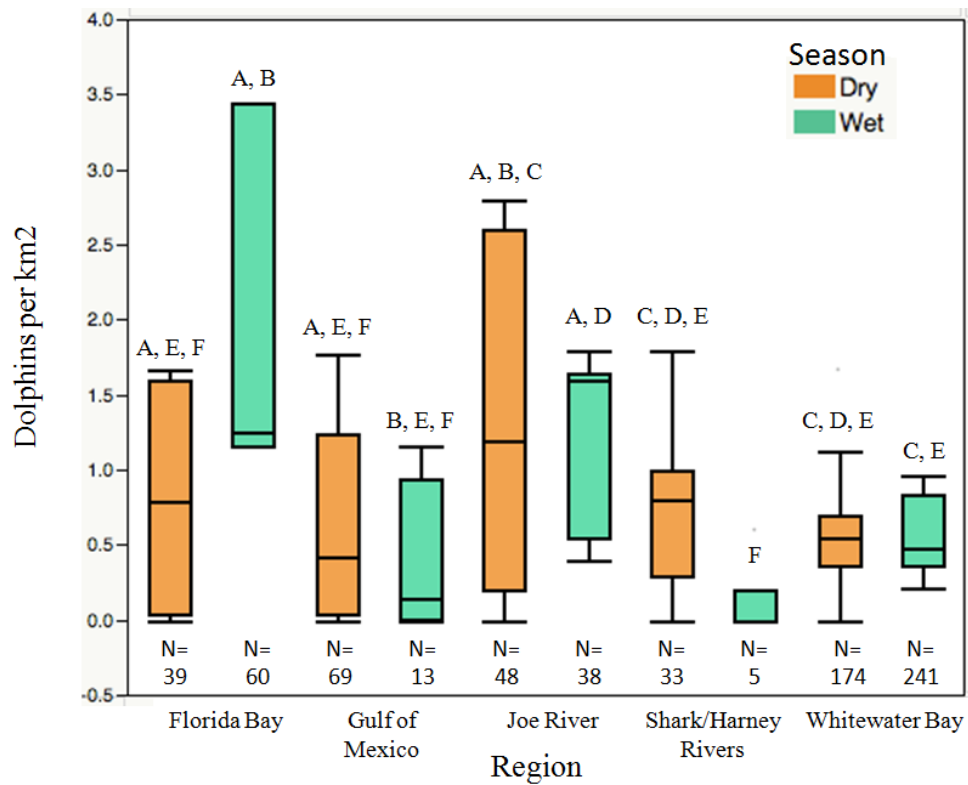 4.0
3.5
3.0
2.5
2.0
1.5
1.0
0.5
0.0
-0.5
Dolphins per km2
Season
Dry
Wet
A, E, F
A, B
A, E, F
B, E, F
A, B, C
A, D
C, D, E
F
C, D, E
C, E
N= N= N= N= N= N= N= N= N= N=
39 60 69 13 48 38 33 5 174 241
Florida Bay
Gulf of
Mexico
Joe River
Shark/Harney
Rivers
Whitewater Bay
Region